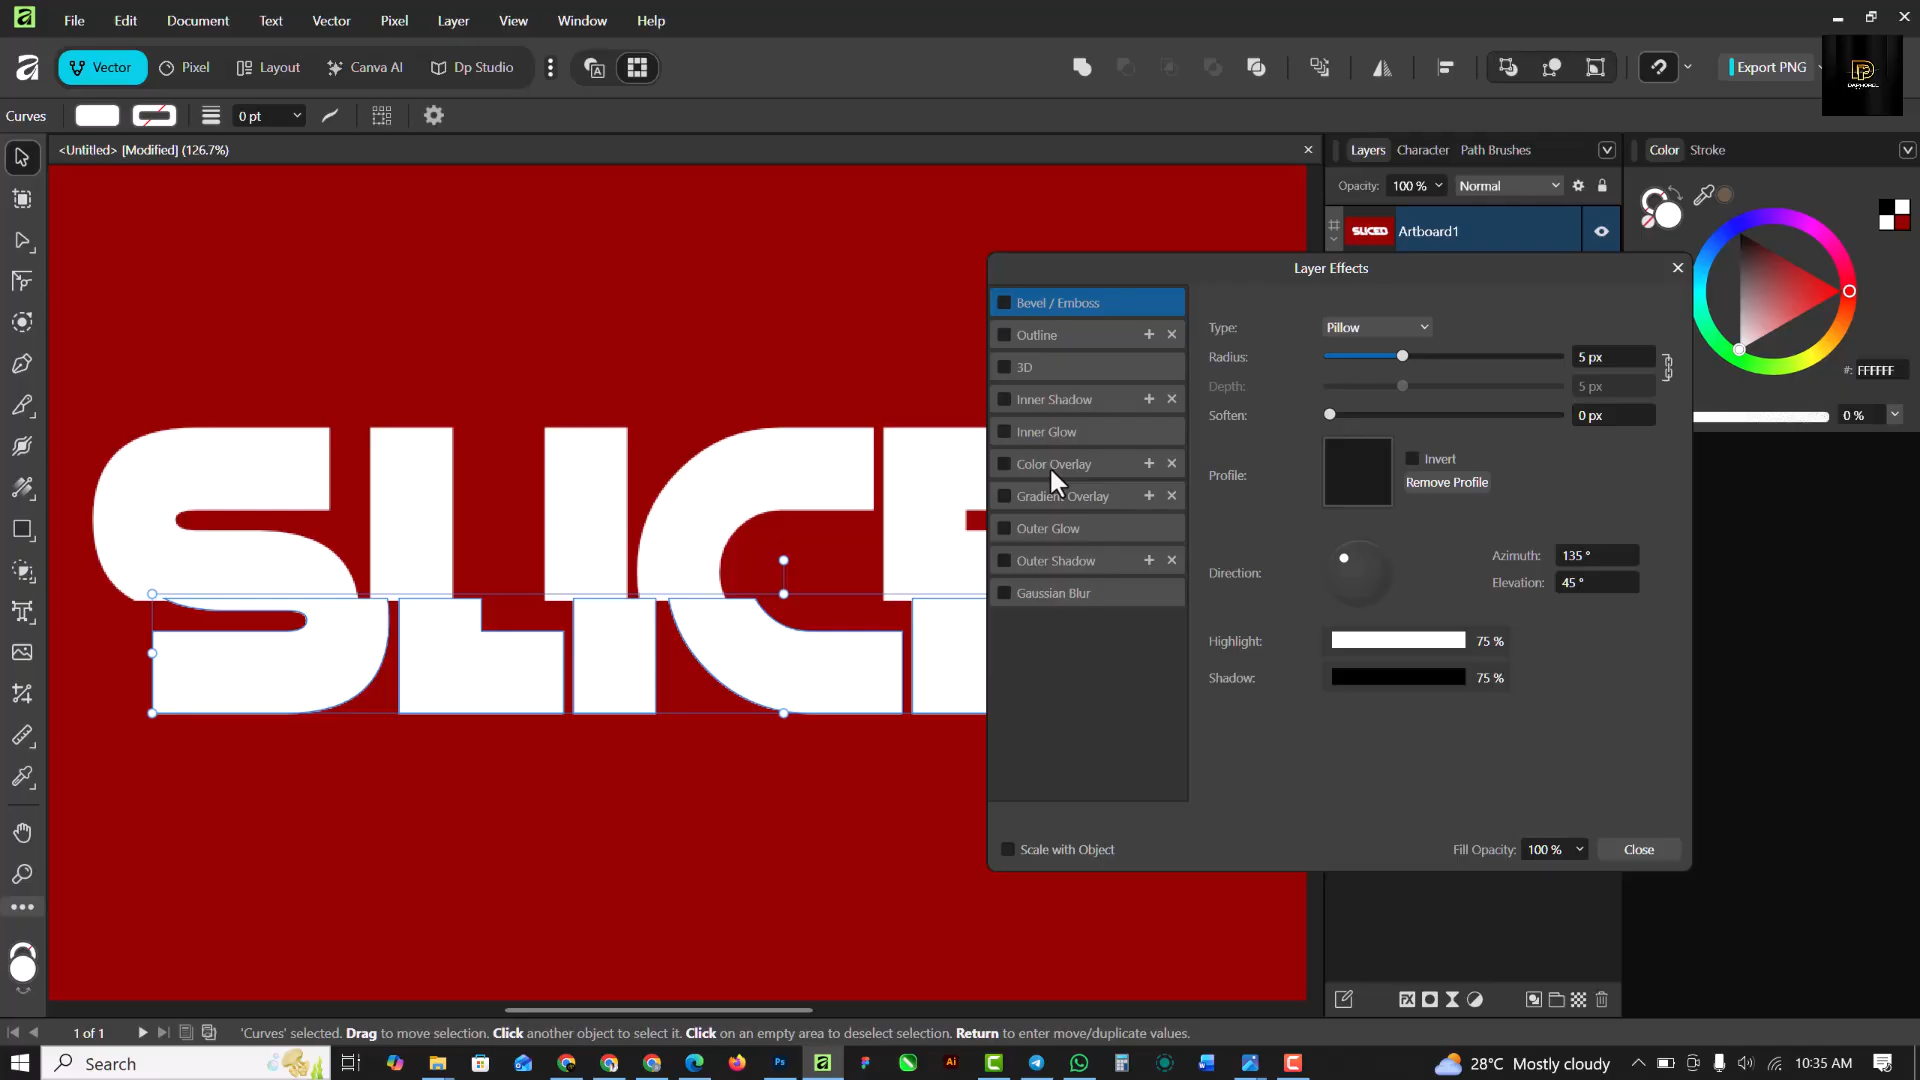 File Edit Document Text Vector Pixel Layer View Window Help
Vector Pixel Layout Canva AI Dp Studio Export PNG
Curves 0 pt
<Untitled> [Modified] (126.7%)
Layers Character Path Brushes
Color Stroke
Opacity: 100 % Normal
SLICED Artboard1
#: FFFFFF
0 %
Layer Effects
Bevel / Emboss
Outline
3D
Inner Shadow
Inner Glow
Color Overlay
Gradient Overlay
Outer Glow
Outer Shadow
Gaussian Blur
Type: Pillow
Radius: 5 px
Depth: 5 px
Soften: 0 px
Profile: Invert
Remove Profile
Direction:
Azimuth: 135 °
Elevation: 45 °
Highlight: 75 %
Shadow: 75 %
Scale with Object
Fill Opacity: 100 % Close
1 of 1 'Curves' selected. Drag to move selection. Click another object to select it. Click on an empty area to deselect selection. Return to enter move/duplicate values.
Search 28°C Mostly cloudy 10:35 AM